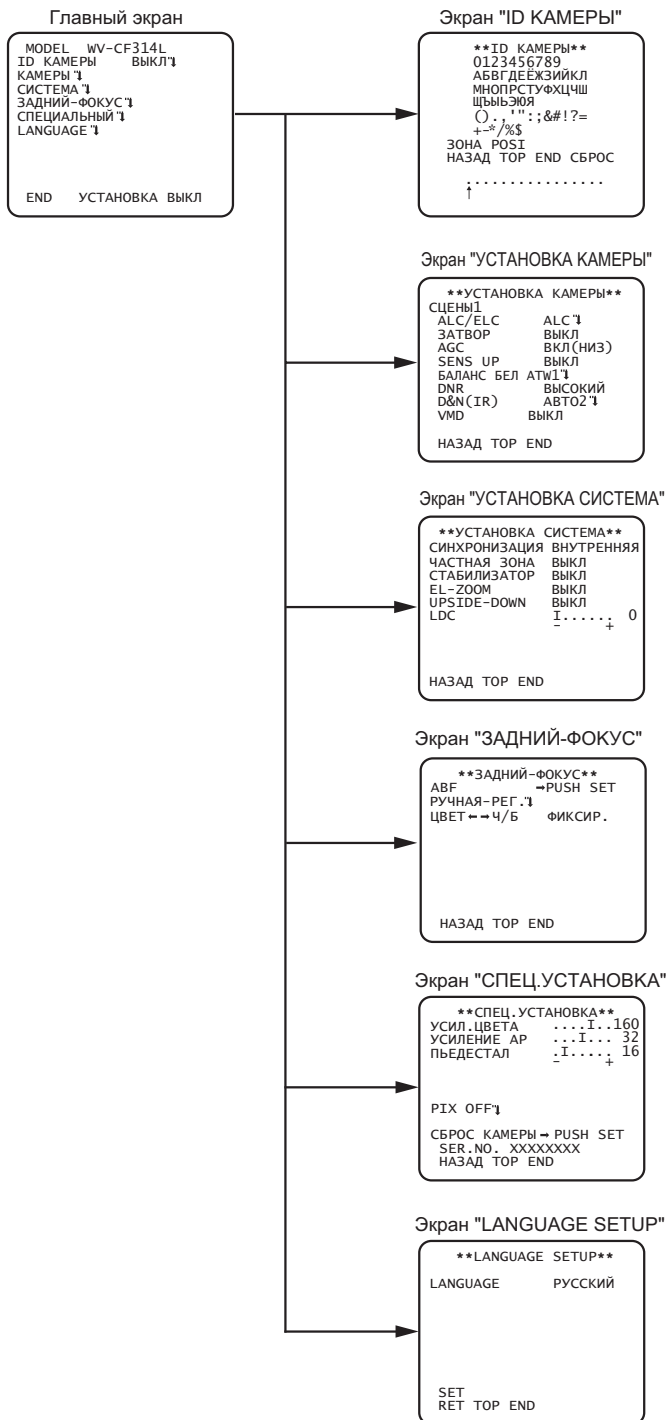 Главный экран
MODEL WV-CF314L
ID КАМЕРЫ ВЫКЛ
КАМЕРЫ
СИСТЕМА
ЗАДНИЙ-ФОКУС
СПЕЦИАЛЬНЫЙ
LANGUAGE
END УСТАНОВКА ВЫКЛ
Экран "ID КАМЕРЫ"
**ID КАМЕРЫ**
0123456789
АБВГДЕЁЖЗИЙКЛ
МНОПРСТУФХЦЧШ
ЩЪЫЬЭЮЯ
().,'":;&#!?=
+-*/%$
ЗОНА POSI
НАЗАД TOP END СБРОС
................
↑
Экран "УСТАНОВКА КАМЕРЫ"
**УСТАНОВКА КАМЕРЫ**
СЦЕНЫ1
ALC/ELC ALC
ЗАТВОР ВЫКЛ
AGC ВКЛ(НИЗ)
SENS UP ВЫКЛ
БАЛАНС БЕЛ ATW1
DNR ВЫСОКИЙ
D&N(IR) АВТО2
VMD ВЫКЛ
НАЗАД TOP END
Экран "УСТАНОВКА СИСТЕМА"
**УСТАНОВКА СИСТЕМА**
СИНХРОНИЗАЦИЯ ВНУТРЕННЯЯ
ЧАСТНАЯ ЗОНА ВЫКЛ
СТАБИЛИЗАТОР ВЫКЛ
EL-ZOOM ВЫКЛ
UPSIDE-DOWN ВЫКЛ
LDC I...... 0
- +
НАЗАД TOP END
Экран "ЗАДНИЙ-ФОКУС"
**ЗАДНИЙ-ФОКУС**
ABF →PUSH SET
РУЧНАЯ-РЕГ.
ЦВЕТ←→Ч/Б ФИКСИР.
НАЗАД TOP END
Экран "СПЕЦ.УСТАНОВКА"
**СПЕЦ.УСТАНОВКА**
УСИЛ.ЦВЕТА ....I..160
УСИЛЕНИЕ АР ...I... 32
ПЬЕДЕСТАЛ .I..... 16
- +
PIX OFF
СБРОС КАМЕРЫ→PUSH SET
SER.NO. XXXXXXXX
НАЗАД TOP END
Экран "LANGUAGE SETUP"
**LANGUAGE SETUP**
LANGUAGE РУССКИЙ
SET
RET TOP END